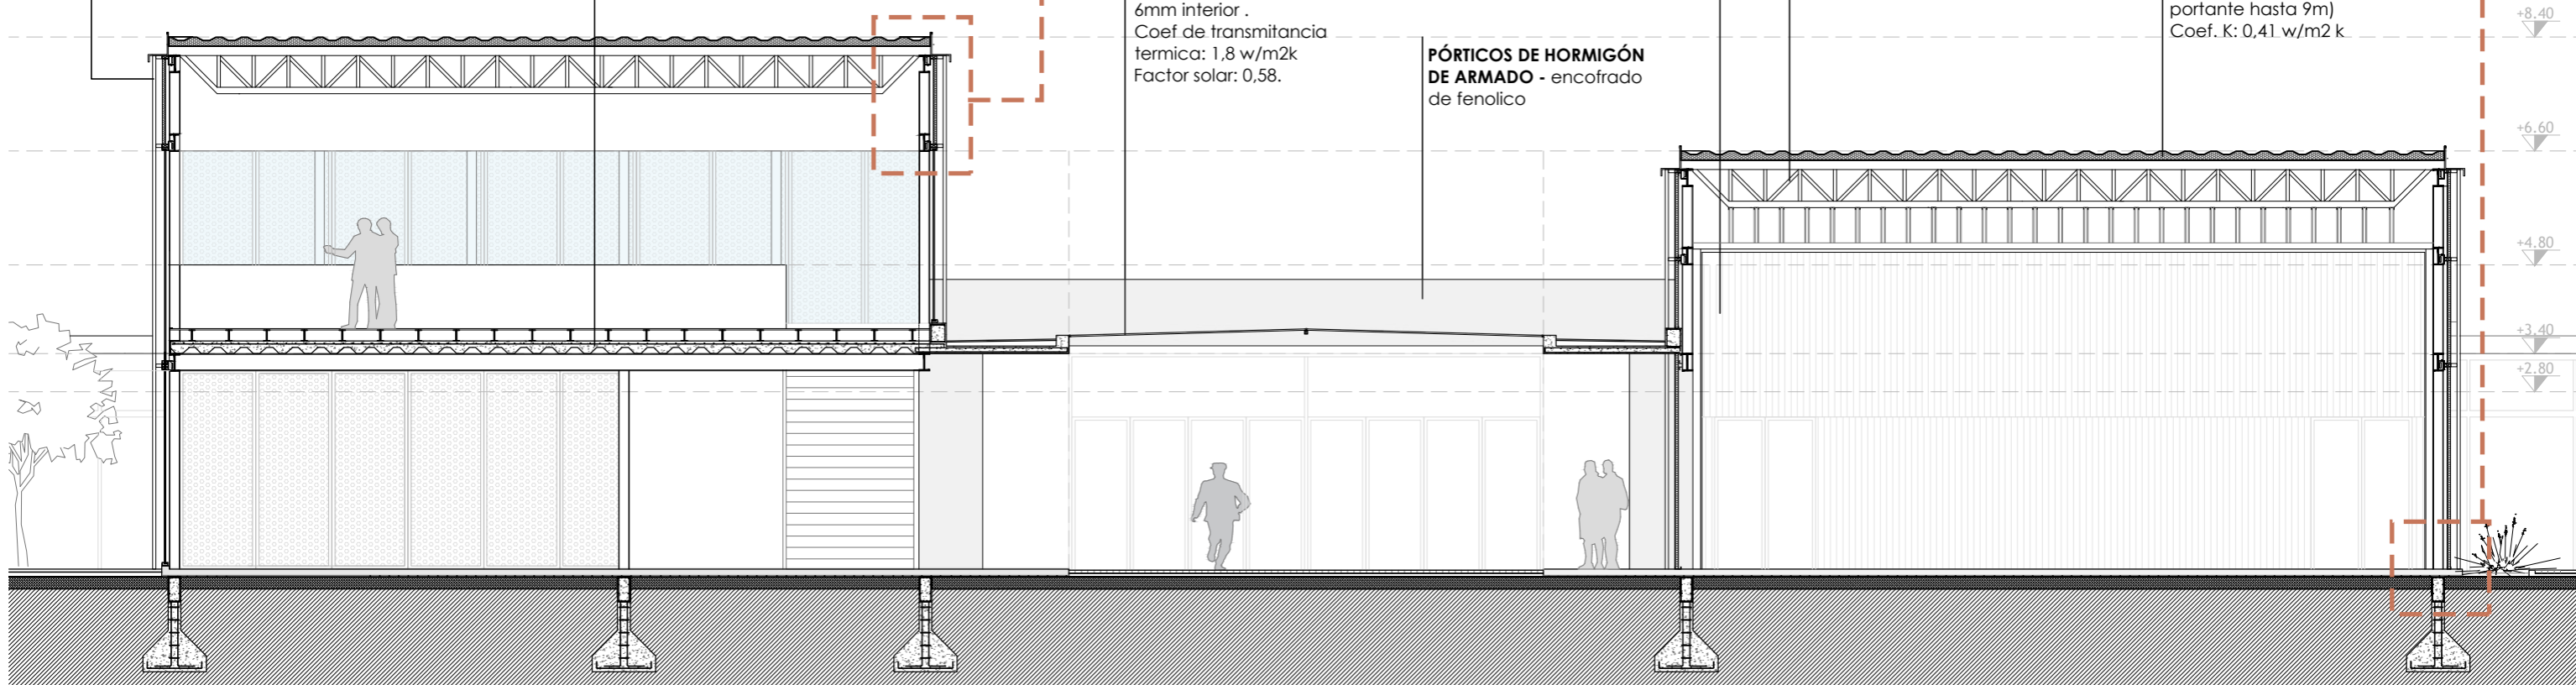 6mm interior .
Coef de transmitancia
termica: 1,8 w/m2k
Factor solar: 0,58.
PÓRTICOS DE HORMIGÓN
DE ARMADO - encofrado
de fenolico
portante hasta 9m)
Coef. K: 0,41 w/m2 k
+8.40
+6.60
+4.80
+3.40
+2.80